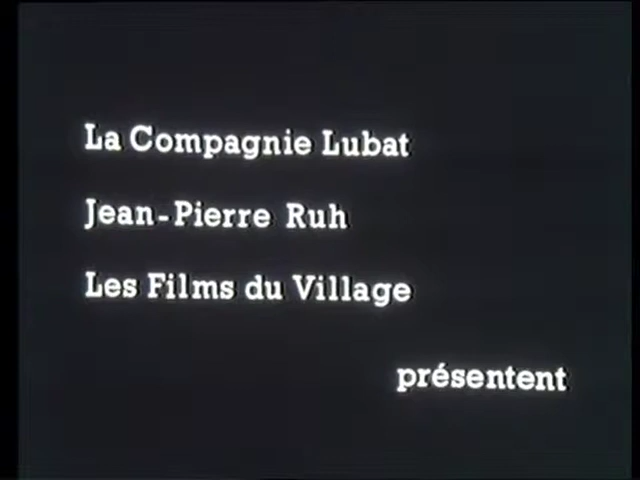 La Compagnie Lubat
Jean-Pierre Ruh
Les Films du Village
présentent